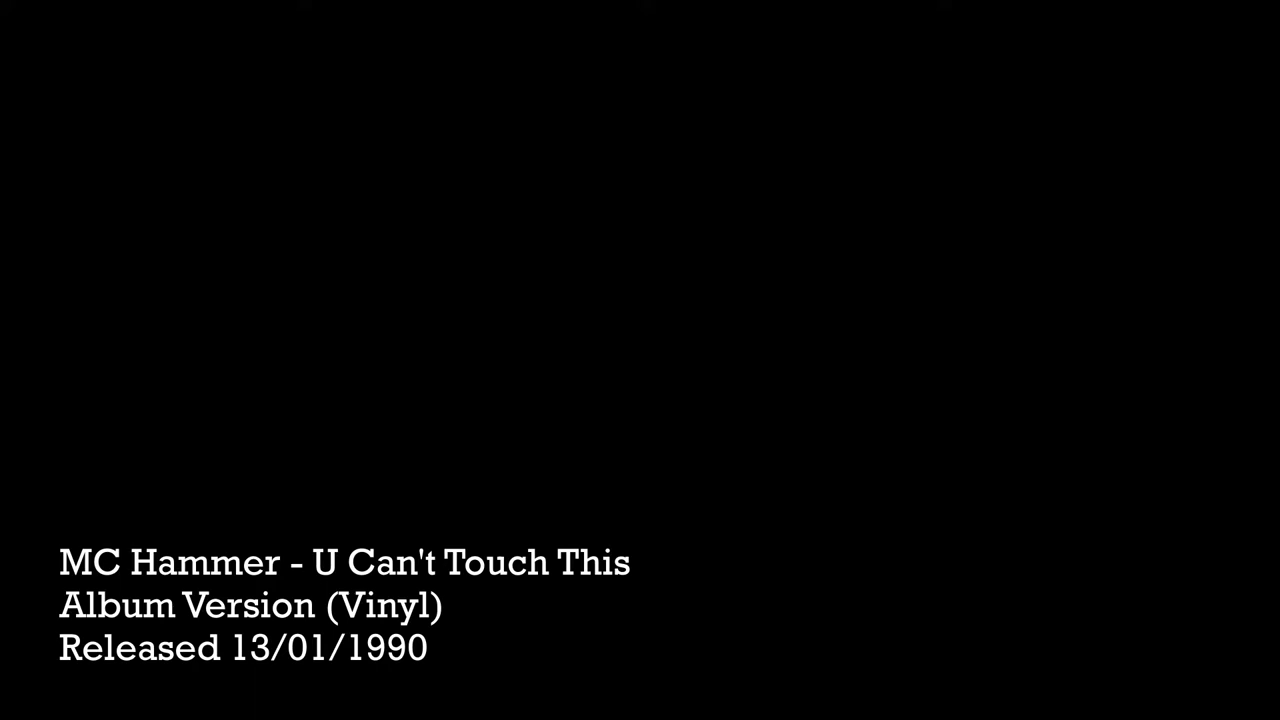 MC Hammer - U Can't Touch This
Album Version (Vinyl)
Released 13/01/1990